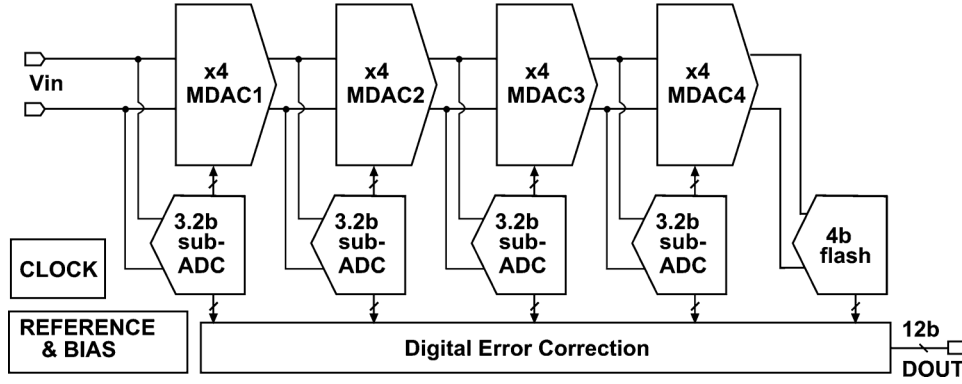 x4
MDAC1
x4
MDAC2
x4
MDAC3
x4
MDAC4
Vin
3.2b
sub-
ADC
3.2b
sub-
ADC
3.2b
sub-
ADC
3.2b
sub-
ADC
4b
flash
CLOCK
REFERENCE
& BIAS
Digital Error Correction
12b
DOUT